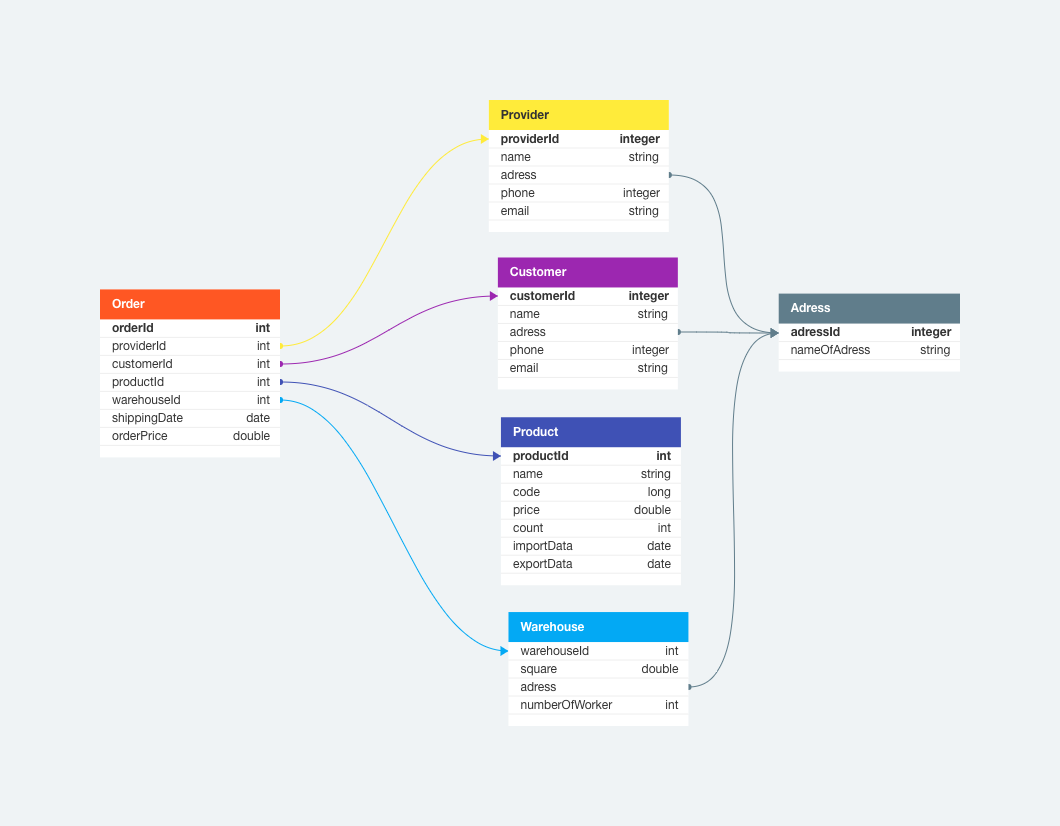 Provider
providerId integer
name string
adress
phone integer
email string
Customer
customerId integer
name string
adress
phone integer
email string
Order
orderId int
providerId int
customerId int
productId int
warehouseId int
shippingDate date
orderPrice double
Adress
adressId integer
nameOfAdress string
Product
productId int
name string
code long
price double
count int
importData date
exportData date
Warehouse
warehouseId int
square double
adress
numberOfWorker int